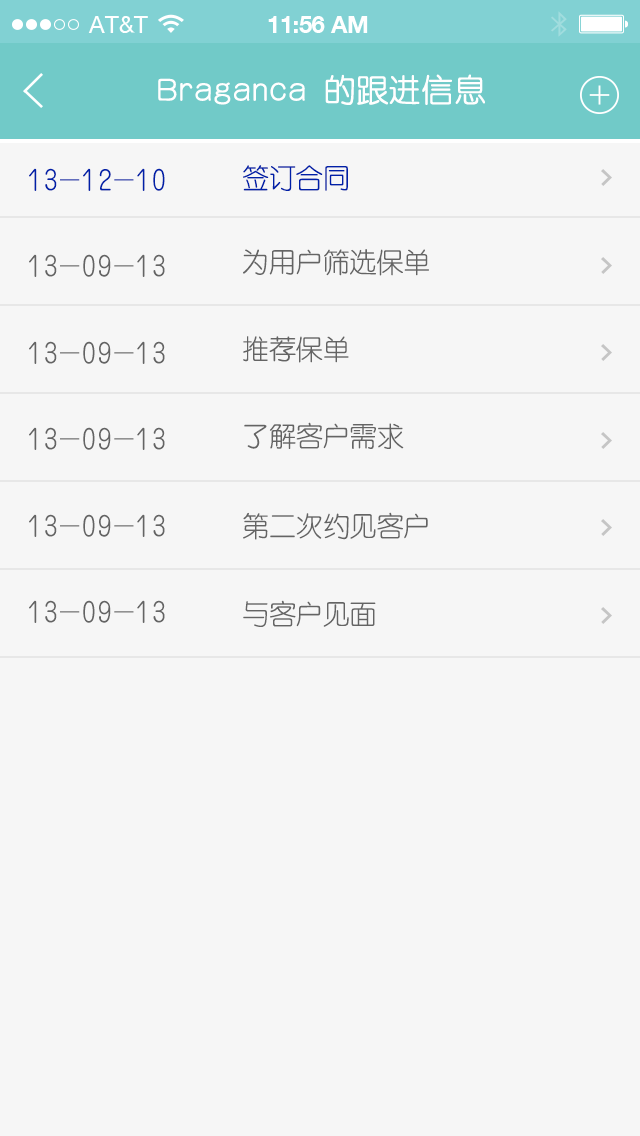 AT&T 11:56 AM
Braganca 的跟进信息
13-12-10 签订合同
13-09-13 为用户筛选保单
13-09-13 推荐保单
13-09-13 了解客户需求
13-09-13 第二次约见客户
13-09-13 与客户见面